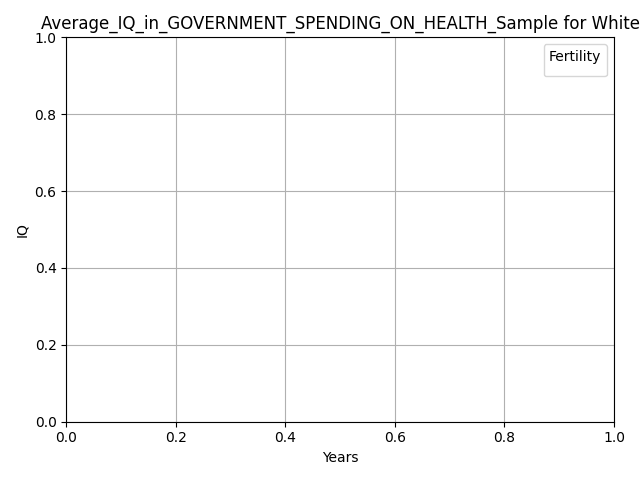 Average_IQ_in_GOVERNMENT_SPENDING_ON_HEALTH_Sample for White
Fertility
1.0
0.8
0.6
0.4
0.2
0.0
IQ
0.0 0.2 0.4 0.6 0.8 1.0
Years